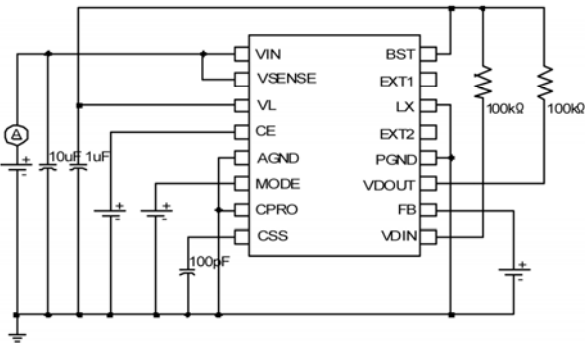 VIN
VSENSE
VL
CE
AGND
MODE
CPRO
CSS
BST
EXT1
LX
EXT2
PGND
VDOUT
FB
VDIN
A
10uF
1uF
100pF
100kΩ
100kΩ
+
-
+
-
+
-
+
-